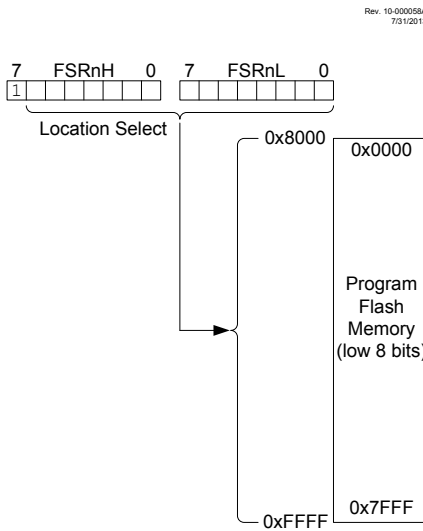 Rev. 10-000058A
7/31/2013
7 FSRnH 0 7 FSRnL 0
1
Location Select
0x8000
0x0000
Program
Flash
Memory
(low 8 bits)
0x7FFF
0xFFFF